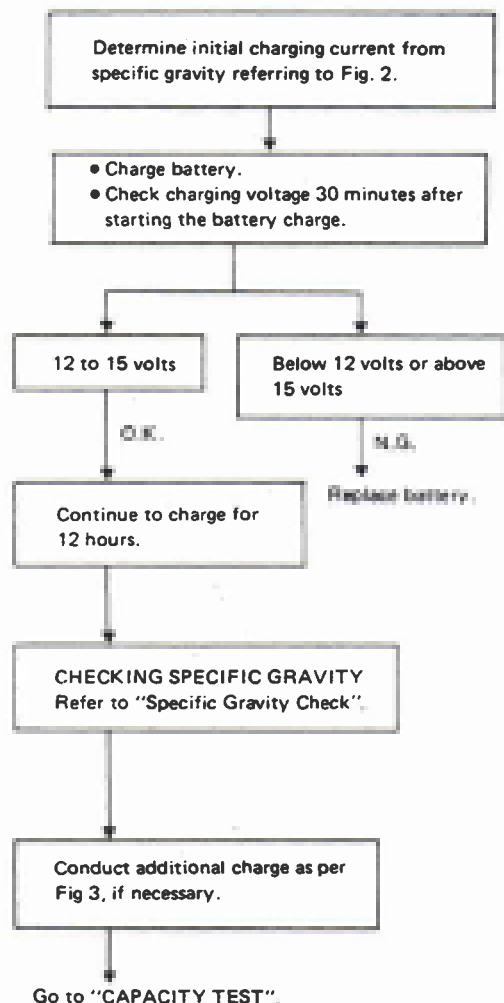 Determine initial charging current from
specific gravity referring to Fig. 2.
• Charge battery.
• Check charging voltage 30 minutes after
starting the battery charge.
12 to 15 volts
Below 12 volts or above
15 volts
O.K.
N.G.
Replace battery.
Continue to charge for
12 hours.
CHECKING SPECIFIC GRAVITY
Refer to "Specific Gravity Check".
Conduct additional charge as per
Fig 3, if necessary.
Go to "CAPACITY TEST".